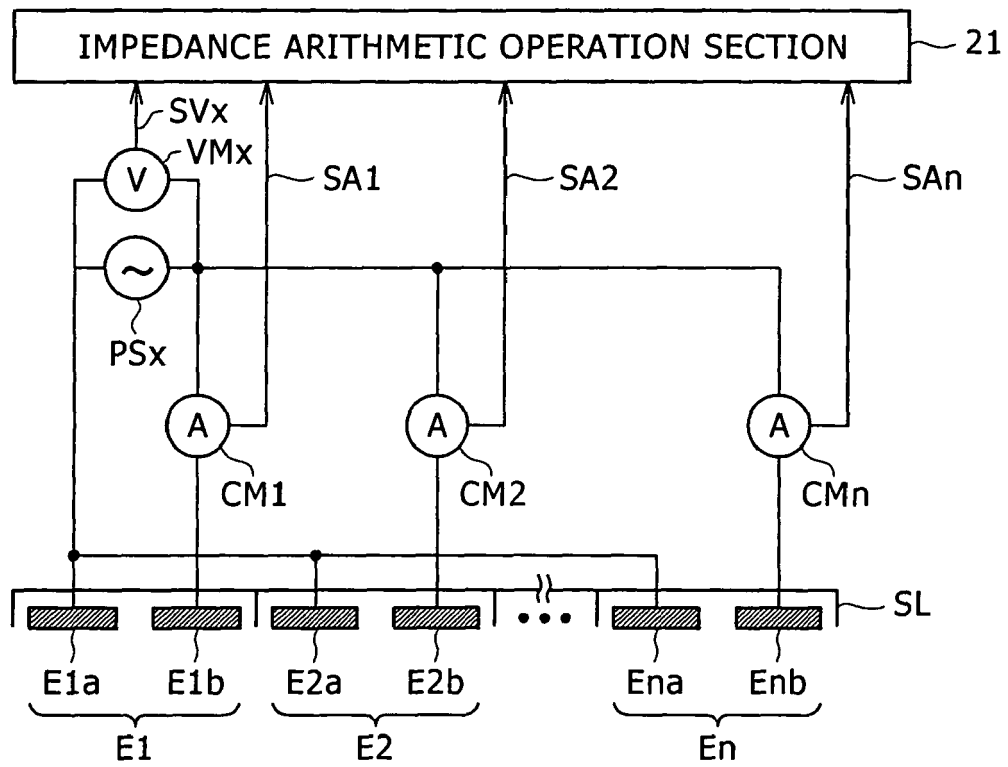 IMPEDANCE ARITHMETIC OPERATION SECTION
21
SVx
VMx
V
SA1
SA2
SAn
~
PSx
A
A
A
CM1
CM2
CMn
SL
E1a
E1b
E2a
E2b
Ena
Enb
E1
E2
En